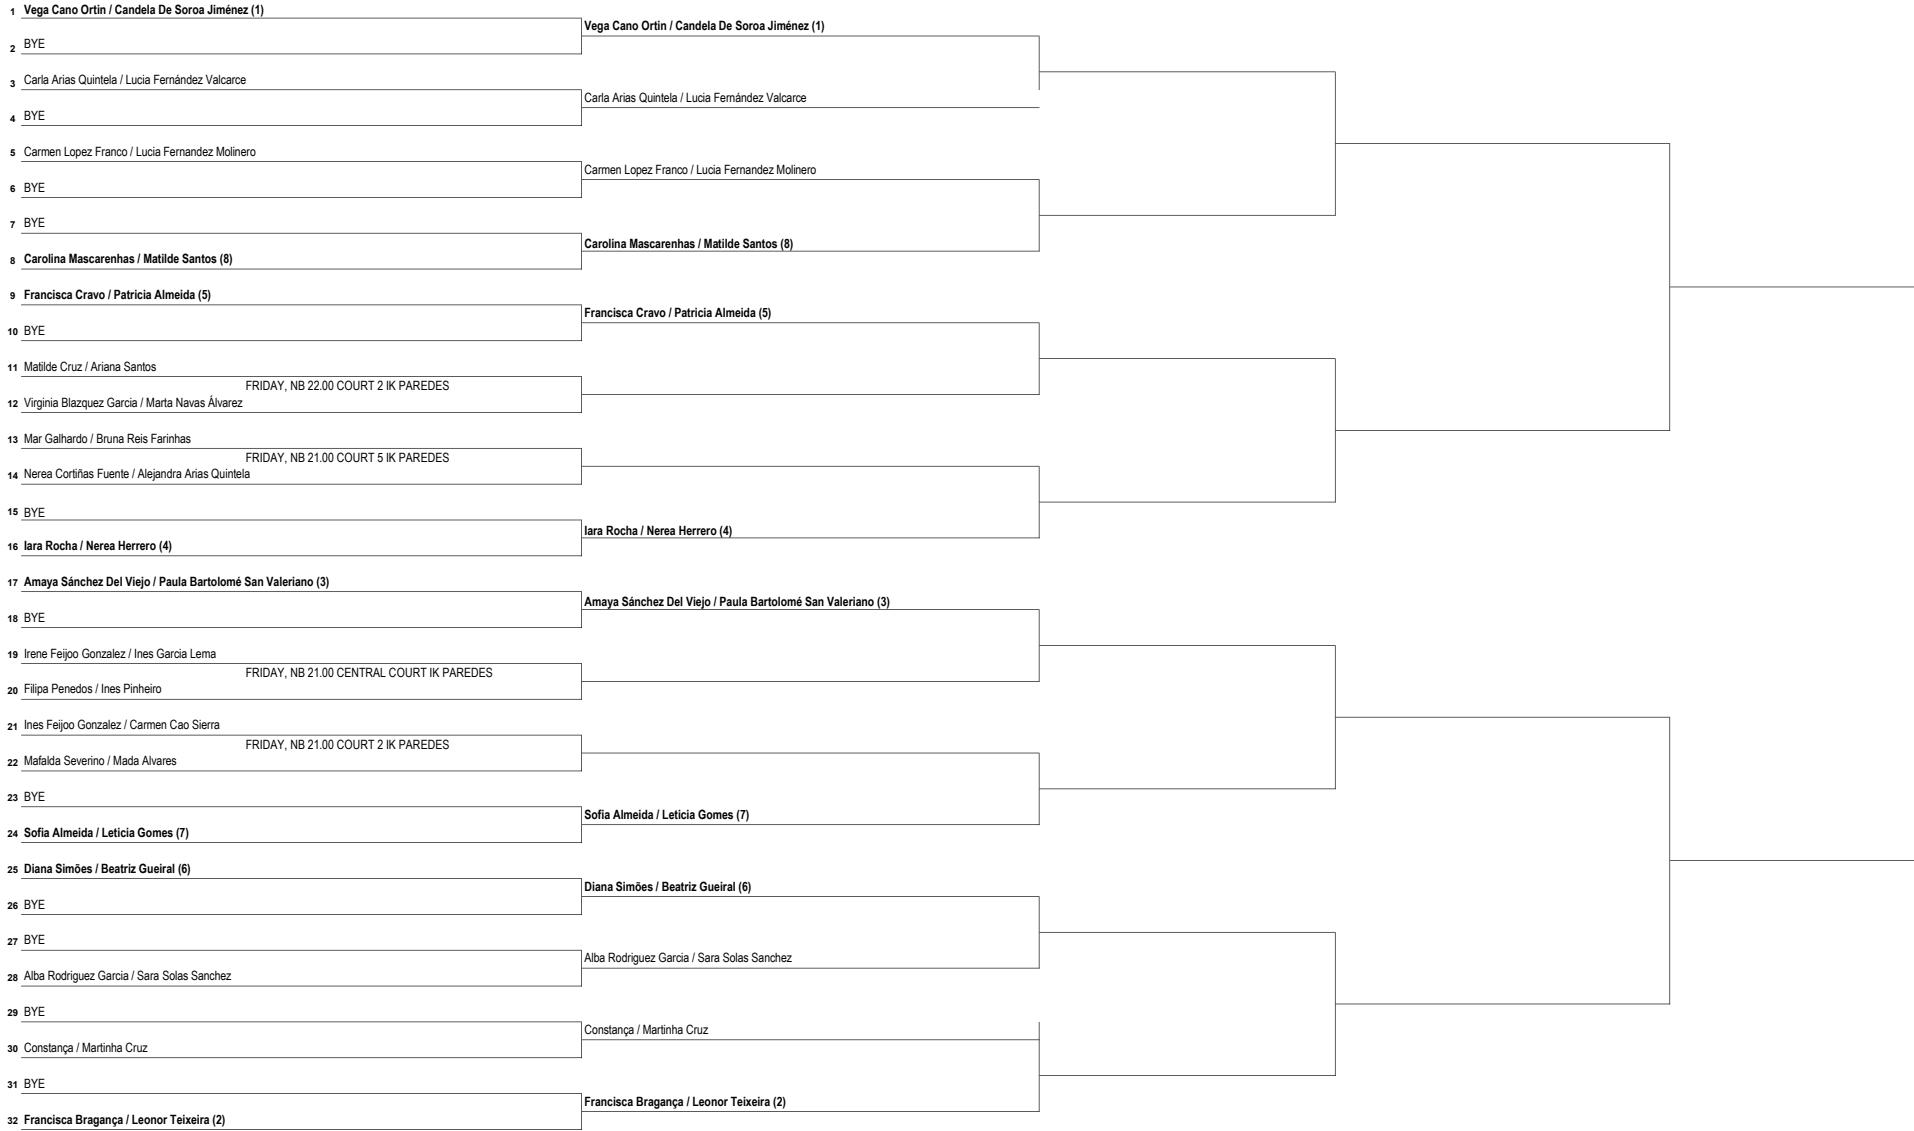 1 Vega Cano Ortin / Candela De Soroa Jiménez (1)
Vega Cano Ortin / Candela De Soroa Jiménez (1)
2 BYE
3 Carla Arias Quintela / Lucia Fernández Valcarce
Carla Arias Quintela / Lucia Fernández Valcarce
4 BYE
5 Carmen Lopez Franco / Lucia Fernandez Molinero
Carmen Lopez Franco / Lucia Fernandez Molinero
6 BYE
7 BYE
Carolina Mascarenhas / Matilde Santos (8)
8 Carolina Mascarenhas / Matilde Santos (8)
9 Francisca Cravo / Patricia Almeida (5)
Francisca Cravo / Patricia Almeida (5)
10 BYE
11 Matilde Cruz / Ariana Santos
FRIDAY, NB 22.00 COURT 2 IK PAREDES
12 Virginia Blazquez Garcia / Marta Navas Álvarez
13 Mar Galhardo / Bruna Reis Farinhas
FRIDAY, NB 21.00 COURT 5 IK PAREDES
14 Nerea Cortiñas Fuente / Alejandra Arias Quintela
15 BYE
Iara Rocha / Nerea Herrero (4)
16 Iara Rocha / Nerea Herrero (4)
17 Amaya Sánchez Del Viejo / Paula Bartolomé San Valeriano (3)
Amaya Sánchez Del Viejo / Paula Bartolomé San Valeriano (3)
18 BYE
19 Irene Feijoo Gonzalez / Ines Garcia Lema
FRIDAY, NB 21.00 CENTRAL COURT IK PAREDES
20 Filipa Penedos / Ines Pinheiro
21 Ines Feijoo Gonzalez / Carmen Cao Sierra
FRIDAY, NB 21.00 COURT 2 IK PAREDES
22 Mafalda Severino / Mada Alvares
23 BYE
Sofia Almeida / Leticia Gomes (7)
24 Sofia Almeida / Leticia Gomes (7)
25 Diana Simões / Beatriz Gueiral (6)
Diana Simões / Beatriz Gueiral (6)
26 BYE
27 BYE
Alba Rodriguez Garcia / Sara Solas Sanchez
28 Alba Rodriguez Garcia / Sara Solas Sanchez
29 BYE
Constança / Martinha Cruz
30 Constança / Martinha Cruz
31 BYE
Francisca Bragança / Leonor Teixeira (2)
32 Francisca Bragança / Leonor Teixeira (2)